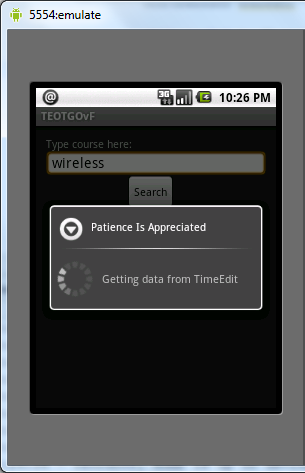 5554:emulate
3G
10:26 PM
TEOTGOvF
Type course here:
wireless
Search
Patience Is Appreciated
Getting data from TimeEdit